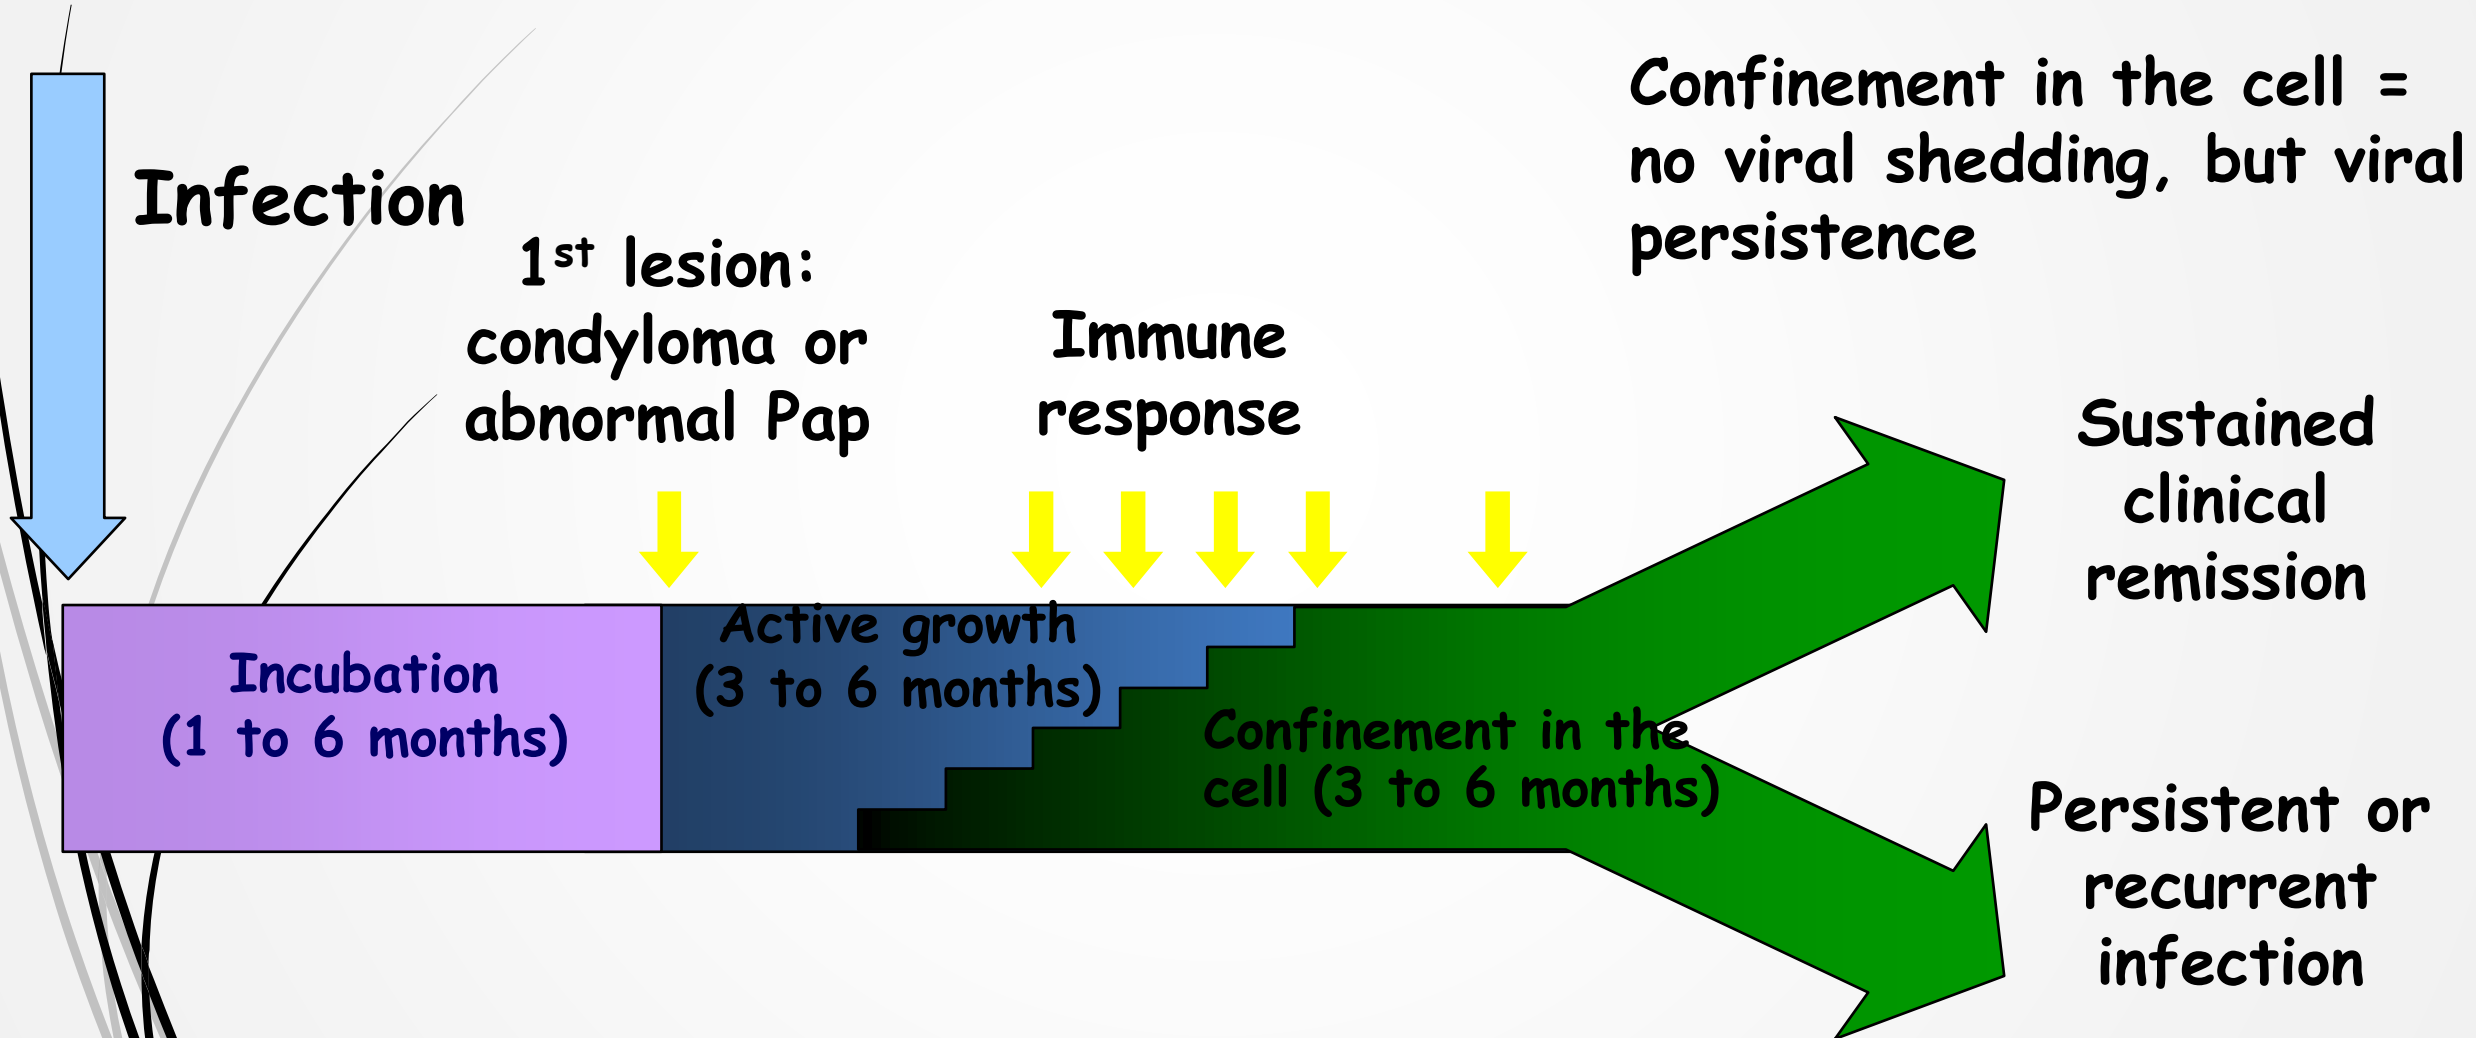 Confinement in the cell =
no viral shedding, but viral
persistence
Infection
1st lesion:
condyloma or
abnormal Pap
Immune
response
Sustained
clinical
remission
Active growth
(3 to 6 months)
Incubation
(1 to 6 months)
Confinement in the
cell (3 to 6 months)
Persistent or
recurrent
infection